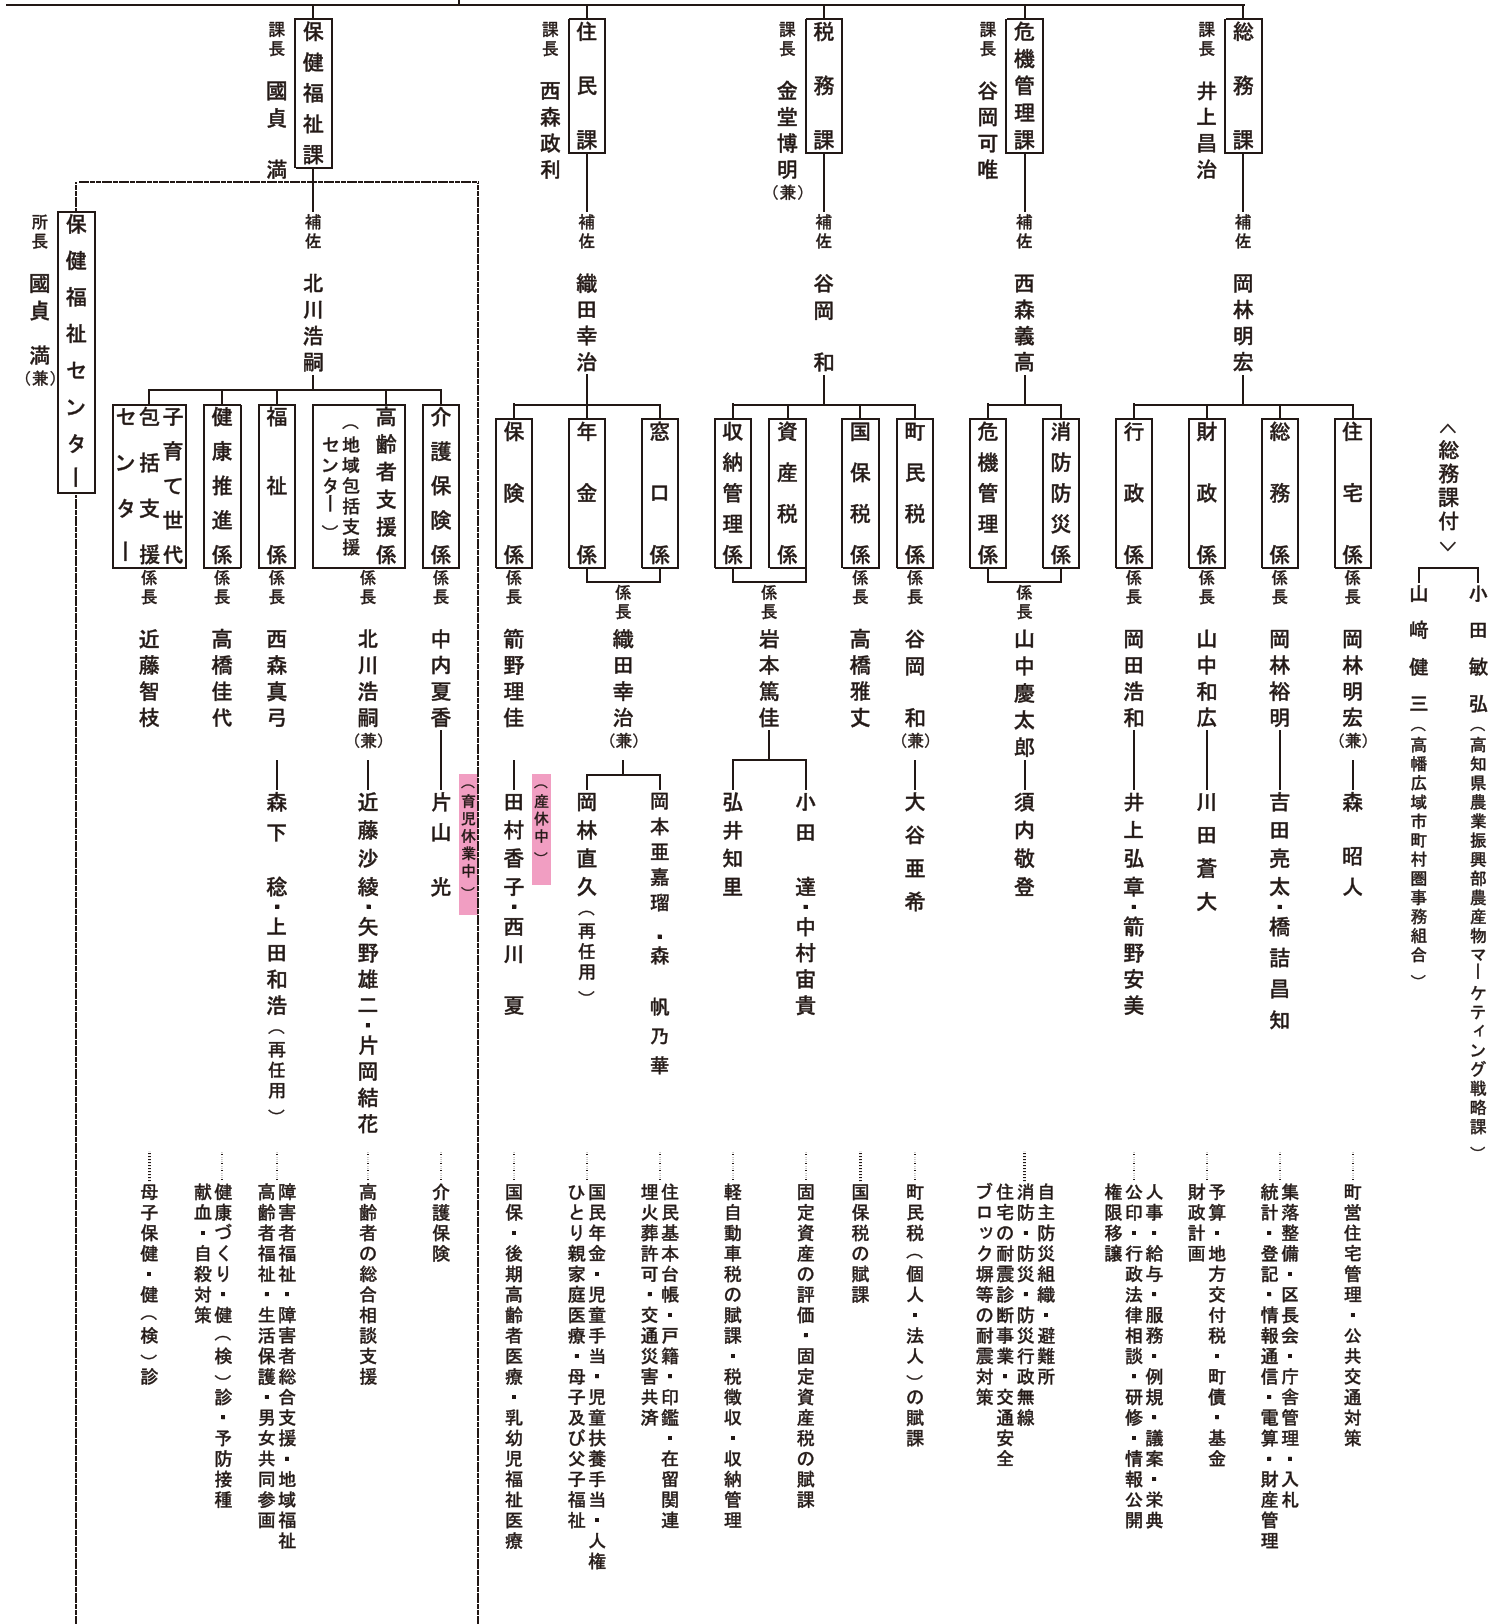 〈総務課付〉
小田敏弘（高知県農業振興部農産物マーケティング戦略課）
山﨑健三（高幡広域市町村圏事務組合）
総務課
課長　井上昌治
補佐　岡林明宏
住宅係
係長　岡林明宏（兼）
森　昭人
町営住宅管理・公共交通対策
総務係
係長　岡林裕明
吉田亮太・橋詰昌知
集落整備・区長会・庁舎管理・入札
統計・登記・情報通信・電算・財産管理
財政係
係長　山中和広
川田蒼大
予算・地方交付税・町債・基金
財政計画
行政係
係長　岡田浩和
井上弘章・箭野安美
人事・給与・服務・例規・議案・栄典
公印・行政法律相談・研修・情報公開
権限移譲
危機管理課
課長　谷岡可唯
補佐　西森義高
消防防災係
危機管理係
係長　山中慶太郎
須内敬登
自主防災組織・避難所
消防・防災・防災行政無線
住宅の耐震診断事業・交通安全
ブロック塀等の耐震対策
税務課
課長　金堂博明（兼）
補佐　谷岡　和
町民税係
係長　谷岡　和（兼）
大谷亜希
町民税（個人・法人）の賦課
国保税係
係長　高橋雅丈
国保税の賦課
資産税係
収納管理係
係長　岩本篤佳
小田　達・中村宙貴
弘井知里
固定資産の評価・固定資産税の賦課
軽自動車税の賦課・税徴収・収納管理
住民課
課長　西森政利
補佐　織田幸治
窓口係
年金係
係長　織田幸治（兼）
岡本亜嘉瑠・森　帆乃華
岡林直久（再任用）
住民基本台帳・戸籍・印鑑・在留関連
埋火葬許可・交通災害共済
国民年金・児童手当・児童扶養手当・人権
ひとり親家庭医療・母子及び父子福祉
保険係
係長　箭野理佳
田村香子・西川　夏
（産休中）
国保・後期高齢者医療・乳幼児福祉医療
保健福祉課
課長　國貞　満
補佐　北川浩嗣
介護保険係
係長　中内夏香
片山　光
（育児休業中）
介護保険
高齢者支援係
（地域包括支援
センター）
係長　北川浩嗣（兼）
近藤沙綾・矢野雄二・片岡結花
高齢者の総合相談支援
福祉係
係長　西森真弓
森下　稔・上田和浩（再任用）
障害者福祉・障害者総合支援・地域福祉
高齢者福祉・生活保護・男女共同参画
健康推進係
係長　高橋佳代
健康づくり・健（検）診・予防接種
献血・自殺対策
子育て世代
包括支援
センター
係長　近藤智枝
母子保健・健（検）診
保健福祉センター
所長　國貞　満（兼）